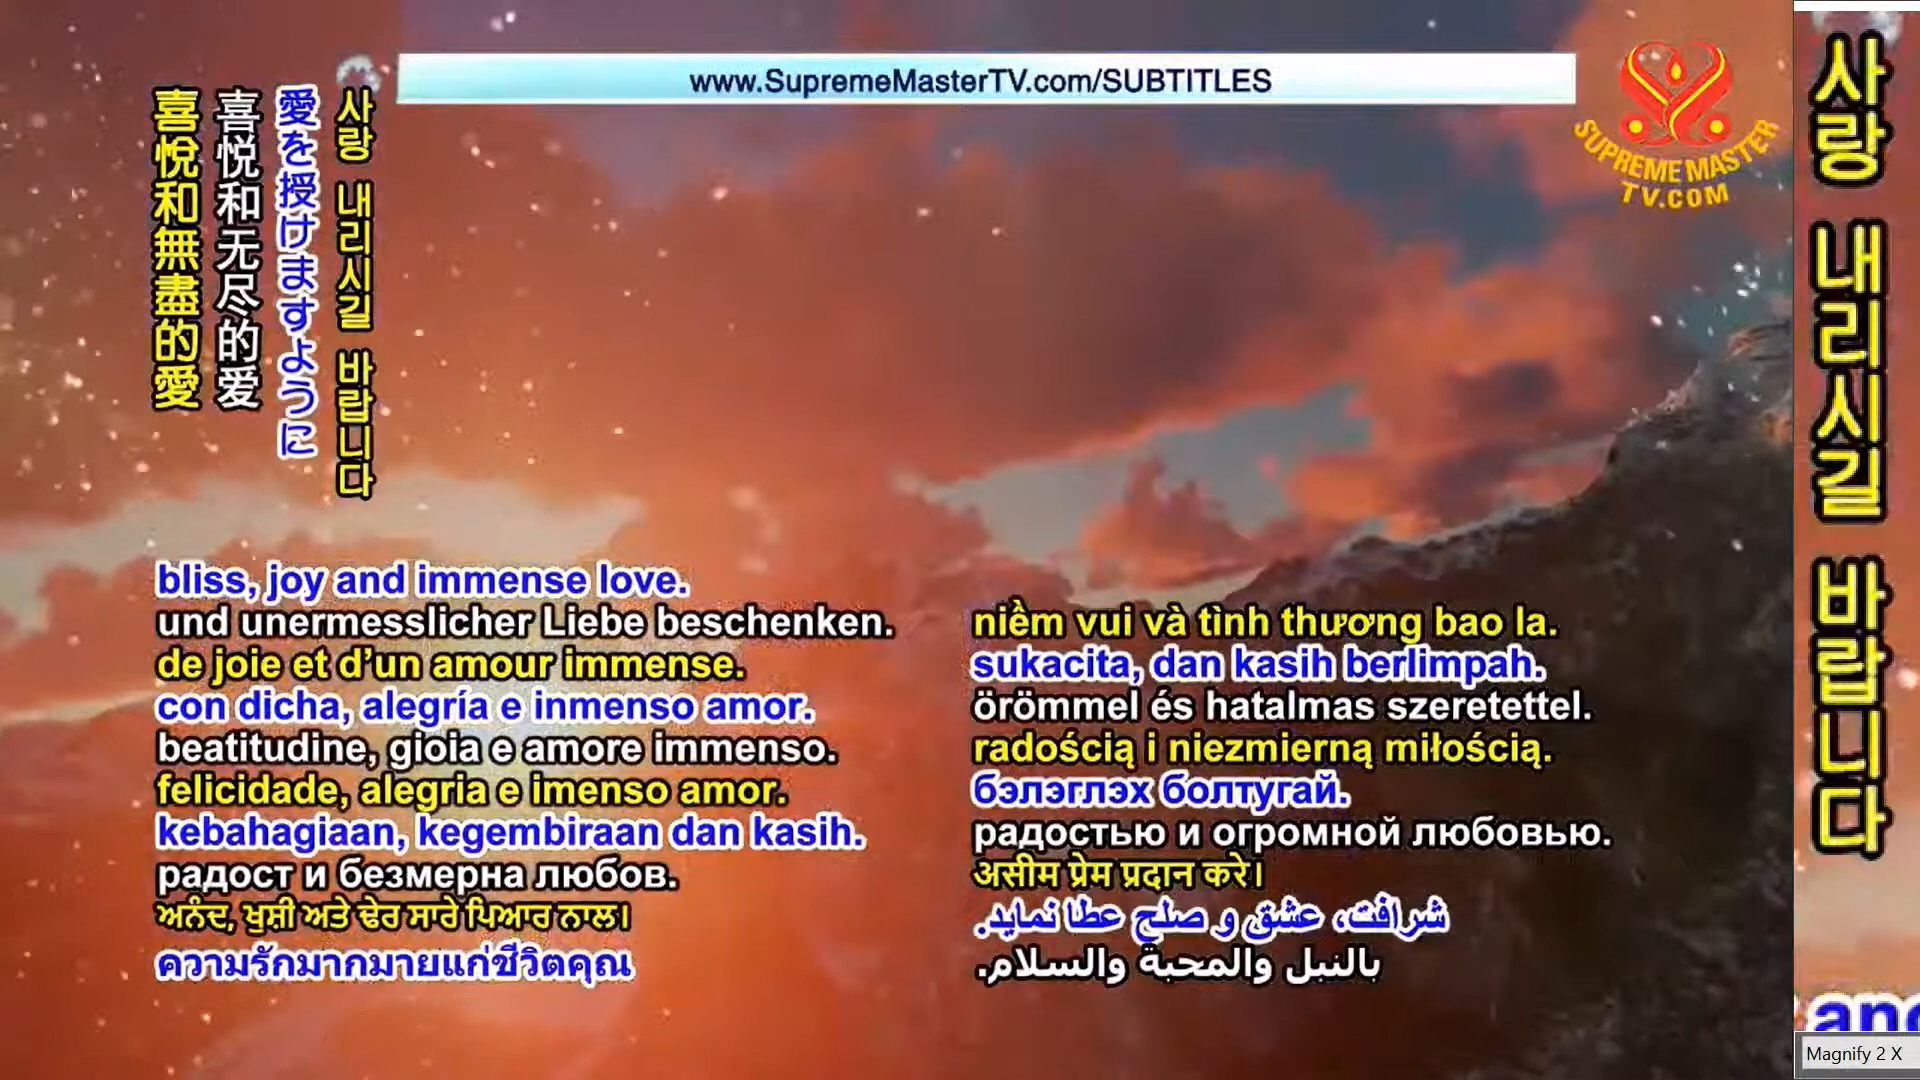 www.SupremeMasterTV.com/SUBTITLES
SUPREME MASTER
TV.COM
사랑 내리시길 바랍니다
愛を授けますように
喜悦和无尽的爱
喜悅和無盡的愛
bliss, joy and immense love.
und unermesslicher Liebe beschenken.
de joie et d’un amour immense.
con dicha, alegría e inmenso amor.
beatitudine, gioia e amore immenso.
felicidade, alegria e imenso amor.
kebahagiaan, kegembiraan dan kasih.
радост и безмерна любов.
ਅਨੰਦ, ਖੁਸ਼ੀ ਅਤੇ ਢੇਰ ਸਾਰੇ ਪਿਆਰ ਨਾਲ।
ความรักมากมายแก่ชีวิตคุณ
niềm vui và tình thương bao la.
sukacita, dan kasih berlimpah.
örömmel és hatalmas szeretettel.
radością i niezmierną miłością.
бэлэглэх болтугай.
радостью и огромной любовью.
असीम प्रेम प्रदान करे।
شرافت، عشق و صلح عطا نماید.
بالنبل والمحبة والسلام.
사랑 내리시길 바랍니다
and
Magnify 2 X